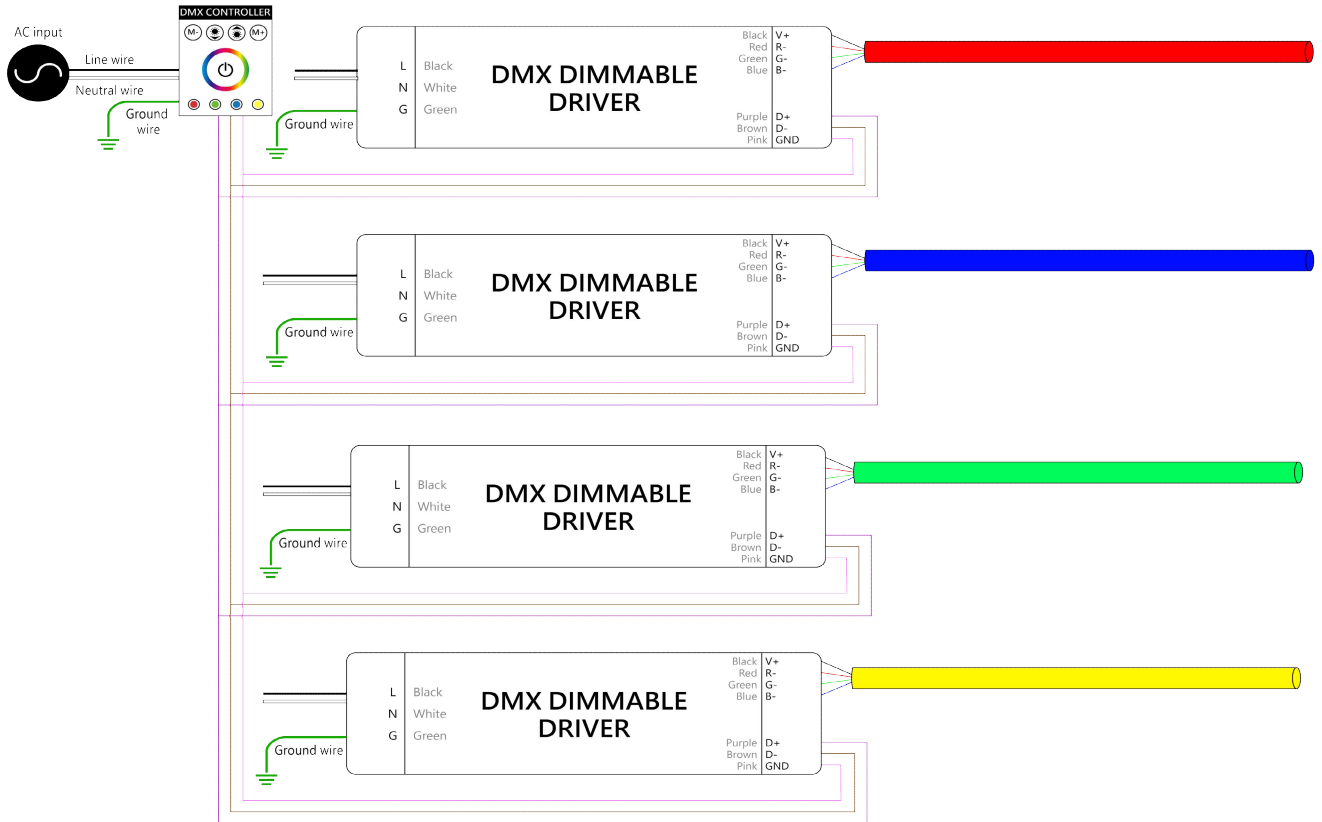 DMX CONTROLLER
M-
M+
AC input
Line wire
Neutral wire
Ground
wire
L Black
N White
G Green
Ground wire
DMX DIMMABLE
DRIVER
Black V+
Red R-
Green G-
Blue B-
Purple D+
Brown D-
Pink GND
L Black
N White
G Green
Ground wire
DMX DIMMABLE
DRIVER
Black V+
Red R-
Green G-
Blue B-
Purple D+
Brown D-
Pink GND
L Black
N White
G Green
Ground wire
DMX DIMMABLE
DRIVER
Black V+
Red R-
Green G-
Blue B-
Purple D+
Brown D-
Pink GND
L Black
N White
G Green
Ground wire
DMX DIMMABLE
DRIVER
Black V+
Red R-
Green G-
Blue B-
Purple D+
Brown D-
Pink GND